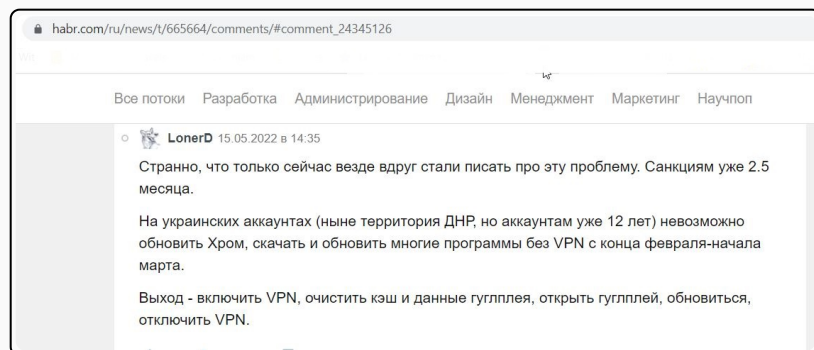 habr.com/ru/news/t/665664/comments/#comment_24345126
Все потоки Разработка Администрирование Дизайн Менеджмент Маркетинг Научпоп
LonerD 15.05.2022 в 14:35
Странно, что только сейчас везде вдруг стали писать про эту проблему. Санкциям уже 2.5
месяца.
На украинских аккаунтах (ныне территория ДНР, но аккаунтам уже 12 лет) невозможно
обновить Хром, скачать и обновить многие программы без VPN с конца февраля-начала
марта.
Выход - включить VPN, очистить кэш и данные гуглплея, открыть гуглплей, обновиться,
отключить VPN.